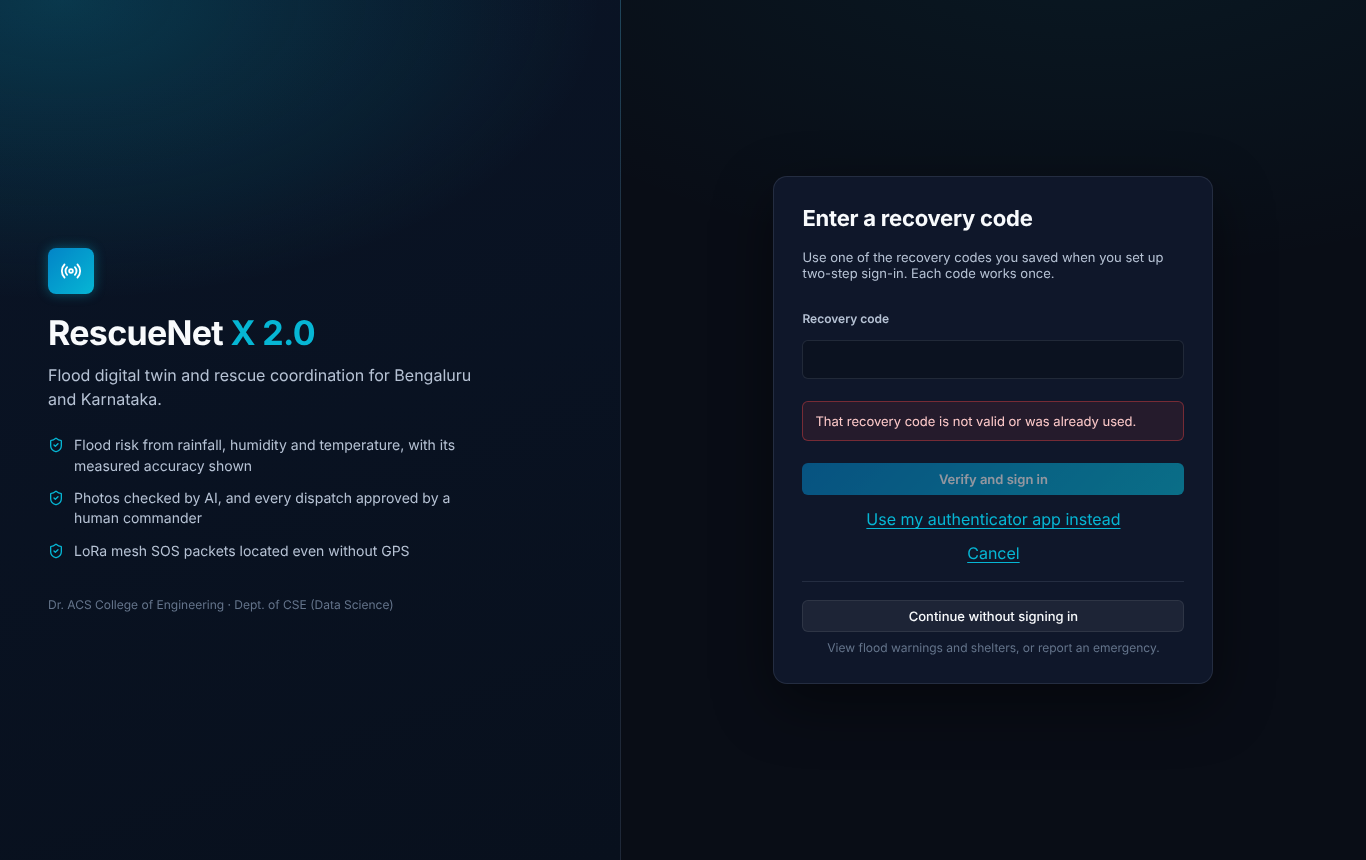 RescueNet X 2.0
Flood digital twin and rescue coordination for Bengaluru
and Karnataka.
Flood risk from rainfall, humidity and temperature, with its
measured accuracy shown
Photos checked by AI, and every dispatch approved by a
human commander
LoRa mesh SOS packets located even without GPS
Dr. ACS College of Engineering · Dept. of CSE (Data Science)
Enter a recovery code
Use one of the recovery codes you saved when you set up
two-step sign-in. Each code works once.
Recovery code
That recovery code is not valid or was already used.
Verify and sign in
Use my authenticator app instead
Cancel
Continue without signing in
View flood warnings and shelters, or report an emergency.